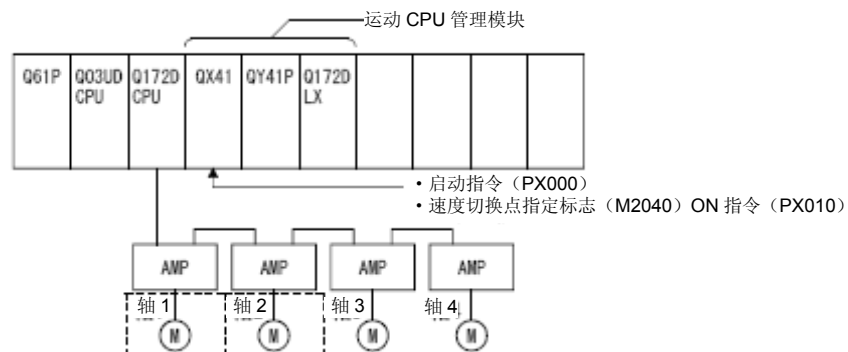 运动 CPU 管理模块
Q61P Q03UD CPU Q172D CPU QX41 QY41P Q172D LX
・启动指令（PX000）
・速度切换点指定标志（M2040）ON 指令（PX010）
AMP AMP AMP AMP
轴 1 轴 2 轴 3 轴 4
M M M M